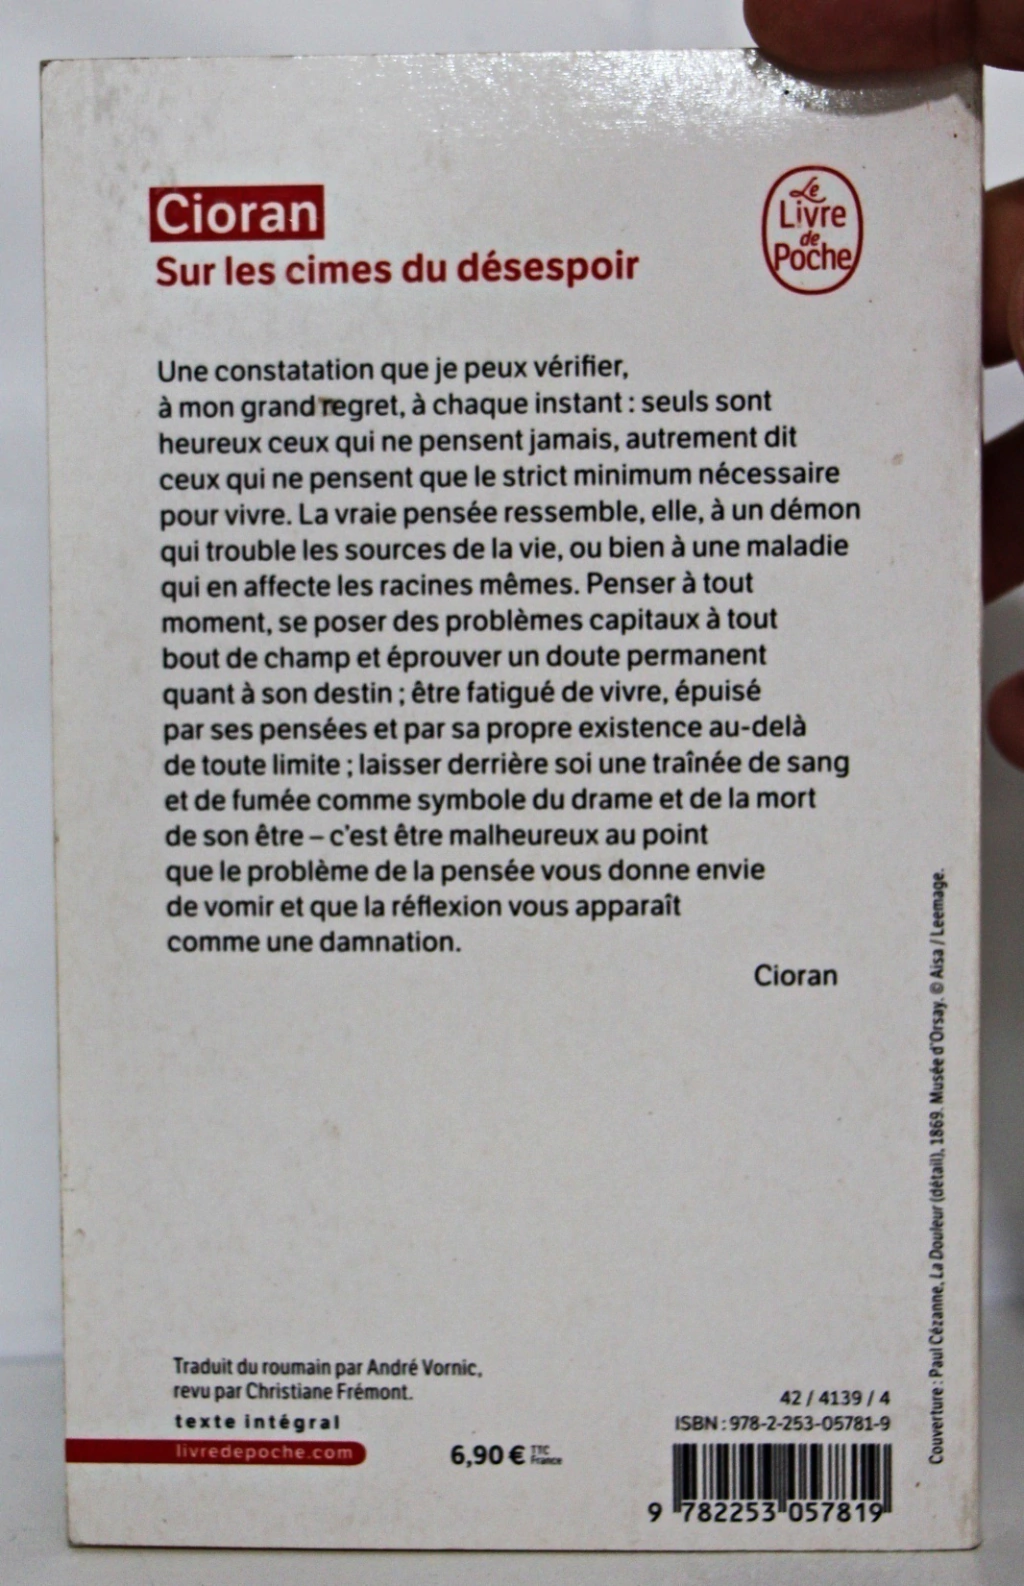 Cioran
Sur les cimes du désespoir
Le
Livre
de
Poche
Une constatation que je peux vérifier,
à mon grand regret, à chaque instant : seuls sont
heureux ceux qui ne pensent jamais, autrement dit
ceux qui ne pensent que le strict minimum nécessaire
pour vivre. La vraie pensée ressemble, elle, à un démon
qui trouble les sources de la vie, ou bien à une maladie
qui en affecte les racines mêmes. Penser à tout
moment, se poser des problèmes capitaux à tout
bout de champ et éprouver un doute permanent
quant à son destin ; être fatigué de vivre, épuisé
par ses pensées et par sa propre existence au-delà
de toute limite ; laisser derrière soi une traînée de sang
et de fumée comme symbole du drame et de la mort
de son être – c'est être malheureux au point
que le problème de la pensée vous donne envie
de vomir et que la réflexion vous apparaît
comme une damnation.
Cioran
Couverture : Paul Cézanne, La Douleur (détail), 1869. Musée d'Orsay. © Aisa / Leemage.
Traduit du roumain par André Vornic,
revu par Christiane Frémont.
texte intégral
livredepoche.com
6,90 € TTC France
42 / 4139 / 4
ISBN : 978-2-253-05781-9
9 782253 057819